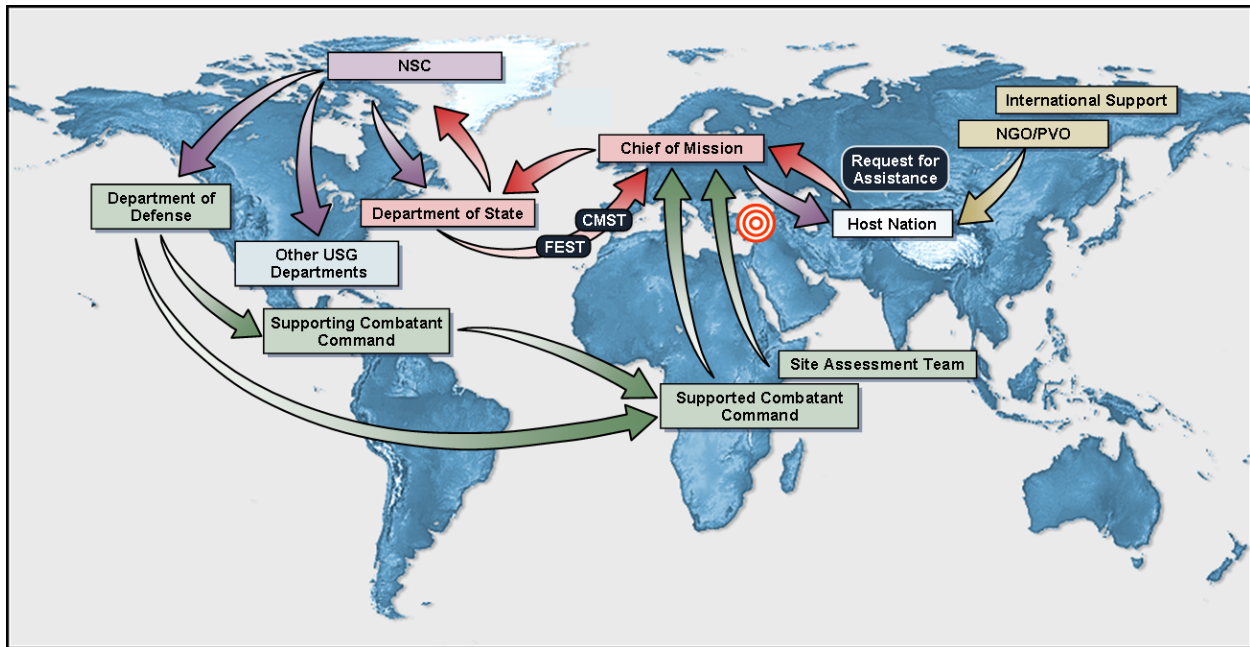 NSC
International Support
NGO/PVO
Chief of Mission
Request for
Assistance
Department of
Defense
Department of State
CMST
FEST
Host Nation
Other USG
Departments
Supporting Combatant
Command
Site Assessment Team
Supported Combatant
Command